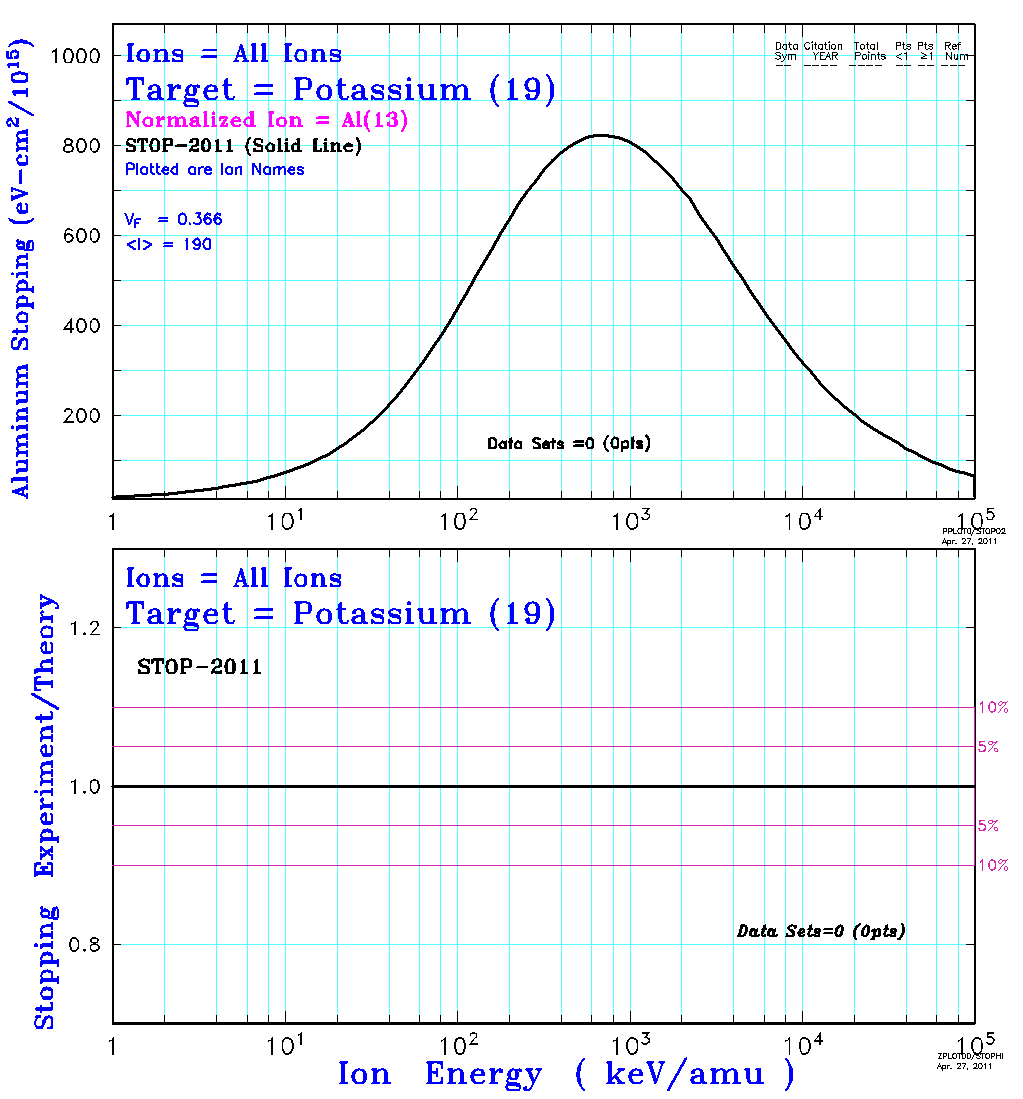 Ions = All Ions
Target = Potassium (19)
Normalized Ion = Al(13)
STOP-2011 (Solid Line)
Plotted are Ion Names
V_F = 0.366
<I> = 190
Data Citation Total Pts Pts Ref
Sym YEAR Points <1 ≥1 Num
Aluminum Stopping (eV-cm²/10¹⁵)
1000
800
600
400
200
Data Sets =0 (0pts)
1 10¹ 10² 10³ 10⁴ 10⁵
PPLOT0/STOP02
Apr. 27, 2011
Ions = All Ions
Target = Potassium (19)
STOP-2011
Stopping Experiment/Theory
1.2
1.0
0.8
10%
5%
5%
10%
Data Sets=0 (0pts)
1 10¹ 10² 10³ 10⁴ 10⁵
ZPLOT0D/STOPHI
Apr. 27, 2011
Ion Energy ( keV/amu )